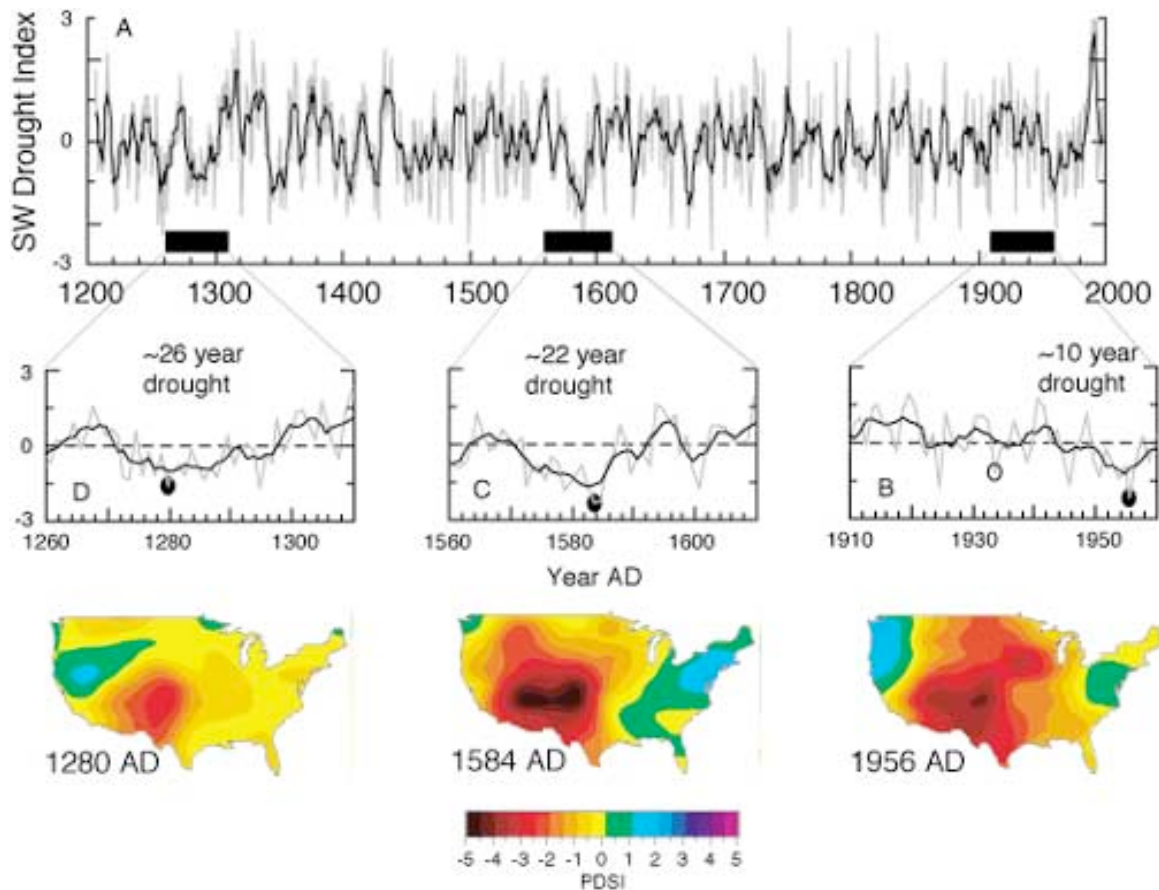 A
SW Drought Index
3
0
-3
1200 1300 1400 1500 1600 1700 1800 1900 2000
~26 year
drought
~22 year
drought
~10 year
drought
3
0
-3
D
C
O
B
1260 1280 1300
1560 1580 1600
1910 1930 1950
Year AD
1280 AD
1584 AD
1956 AD
-5 -4 -3 -2 -1 0 1 2 3 4 5
PDSI